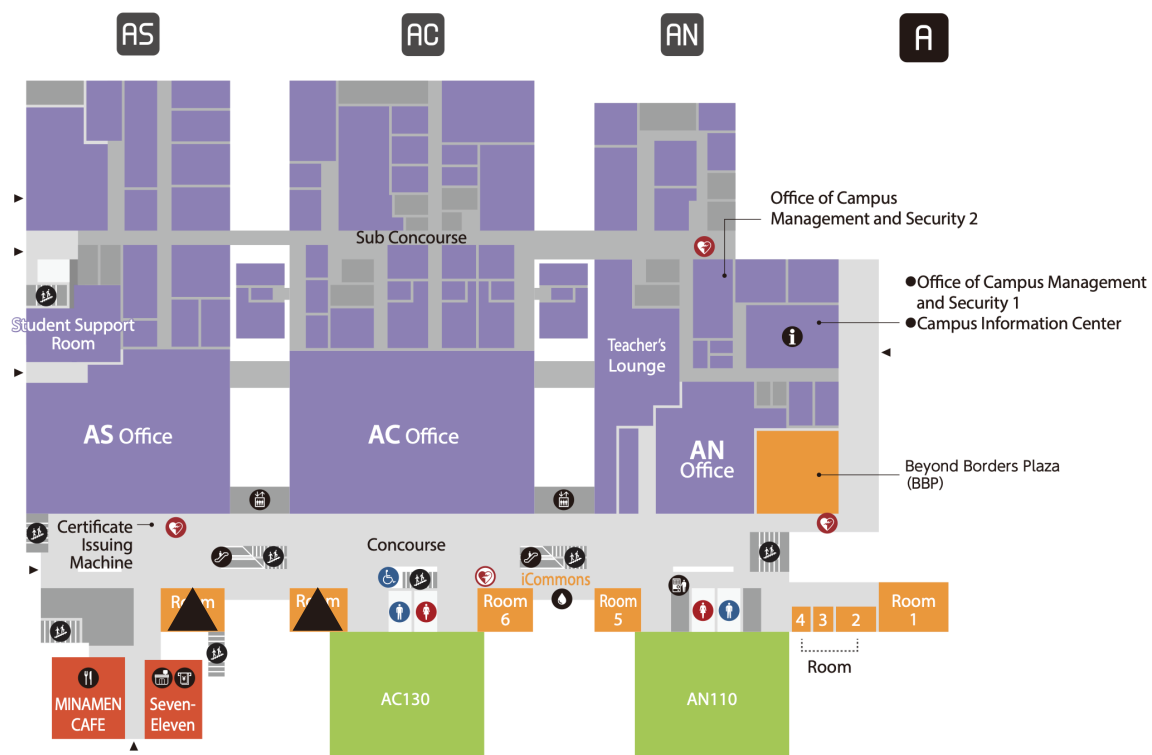 AS
AC
AN
A
Office of Campus
Management and Security 2
Sub Concourse
Office of Campus Management
and Security 1
Campus Information Center
Student Support
Room
Teacher's
Lounge
AS Office
AC Office
AN
Office
Beyond Borders Plaza
(BBP)
Certificate
Issuing
Machine
Concourse
iCommons
Room
6
Room
5
4
3
2
Room
1
Room
MINAMEN
CAFE
Seven-
Eleven
AC130
AN110